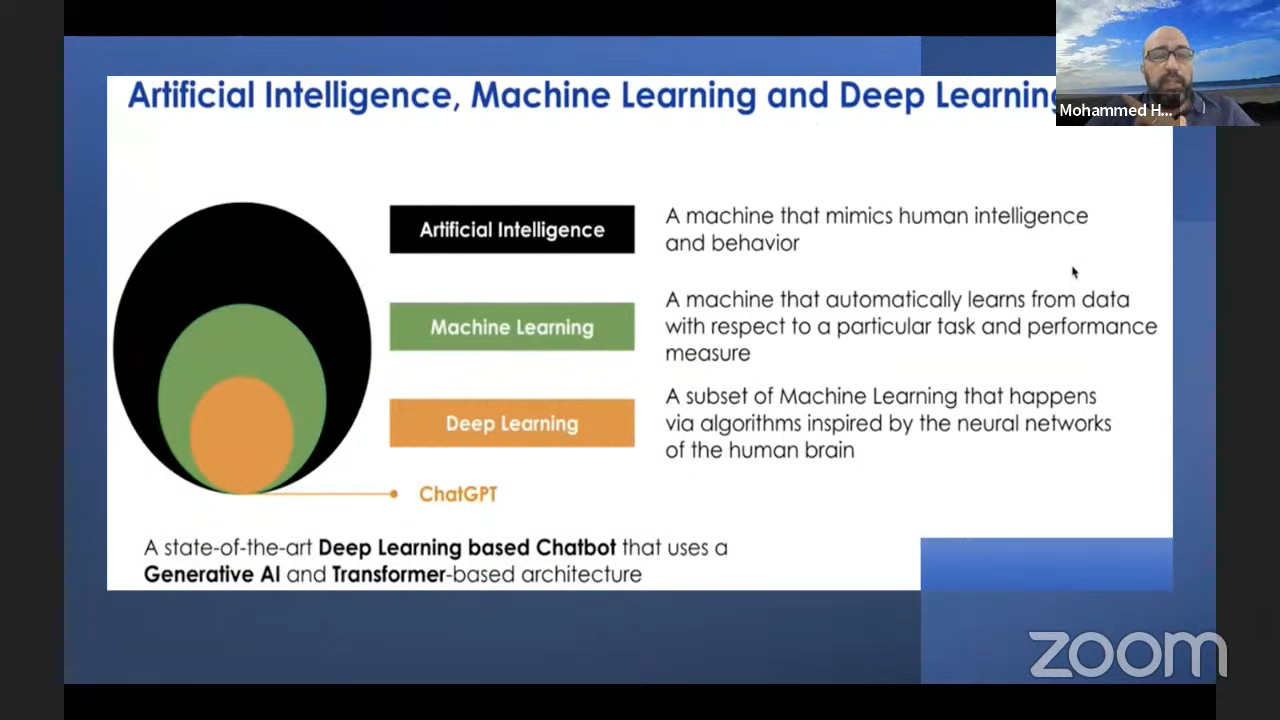 Artificial Intelligence, Machine Learning and Deep Learning
Mohammed H...
Artificial Intelligence
A machine that mimics human intelligence
and behavior
Machine Learning
A machine that automatically learns from data
with respect to a particular task and performance
measure
Deep Learning
A subset of Machine Learning that happens
via algorithms inspired by the neural networks
of the human brain
ChatGPT
A state-of-the-art Deep Learning based Chatbot that uses a
Generative AI and Transformer-based architecture
zoom